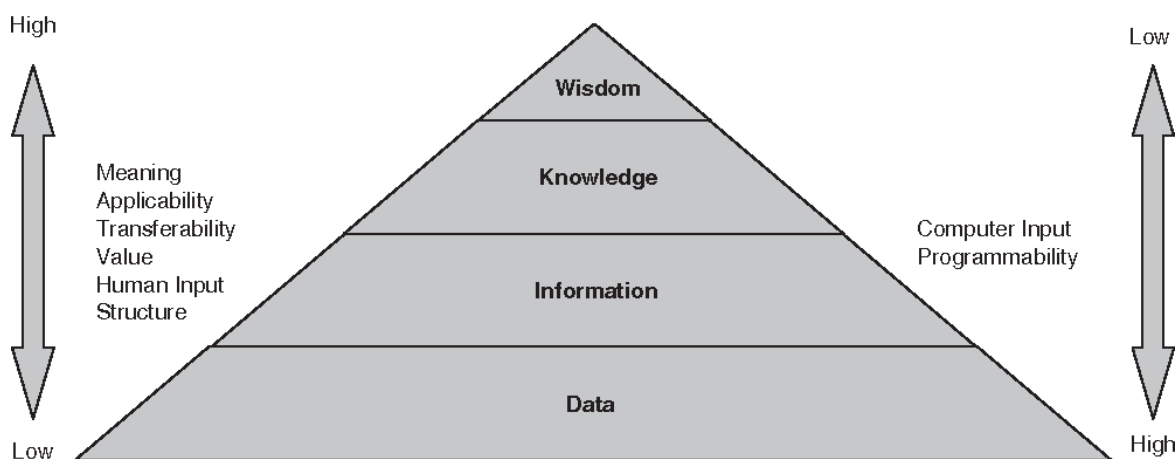 High
Low
Wisdom
Meaning
Applicability
Transferability
Value
Human Input
Structure
Knowledge
Computer Input
Programmability
Information
Data
Low
High